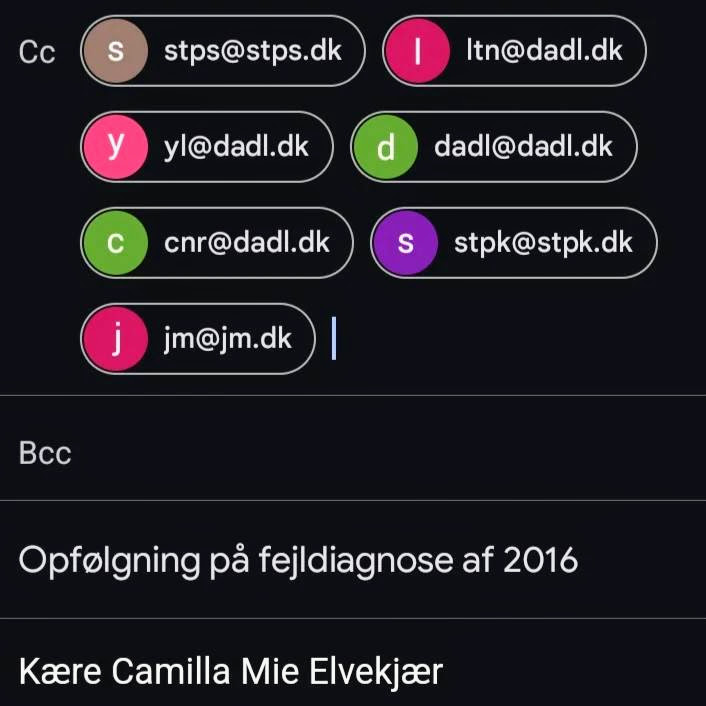 Cc s stps@stps.dk l ltn@dadl.dk
y yl@dadl.dk d dadl@dadl.dk
c cnr@dadl.dk s stpk@stpk.dk
j jm@jm.dk
Bcc
Opfølgning på fejldiagnose af 2016
Kære Camilla Mie Elvekjær